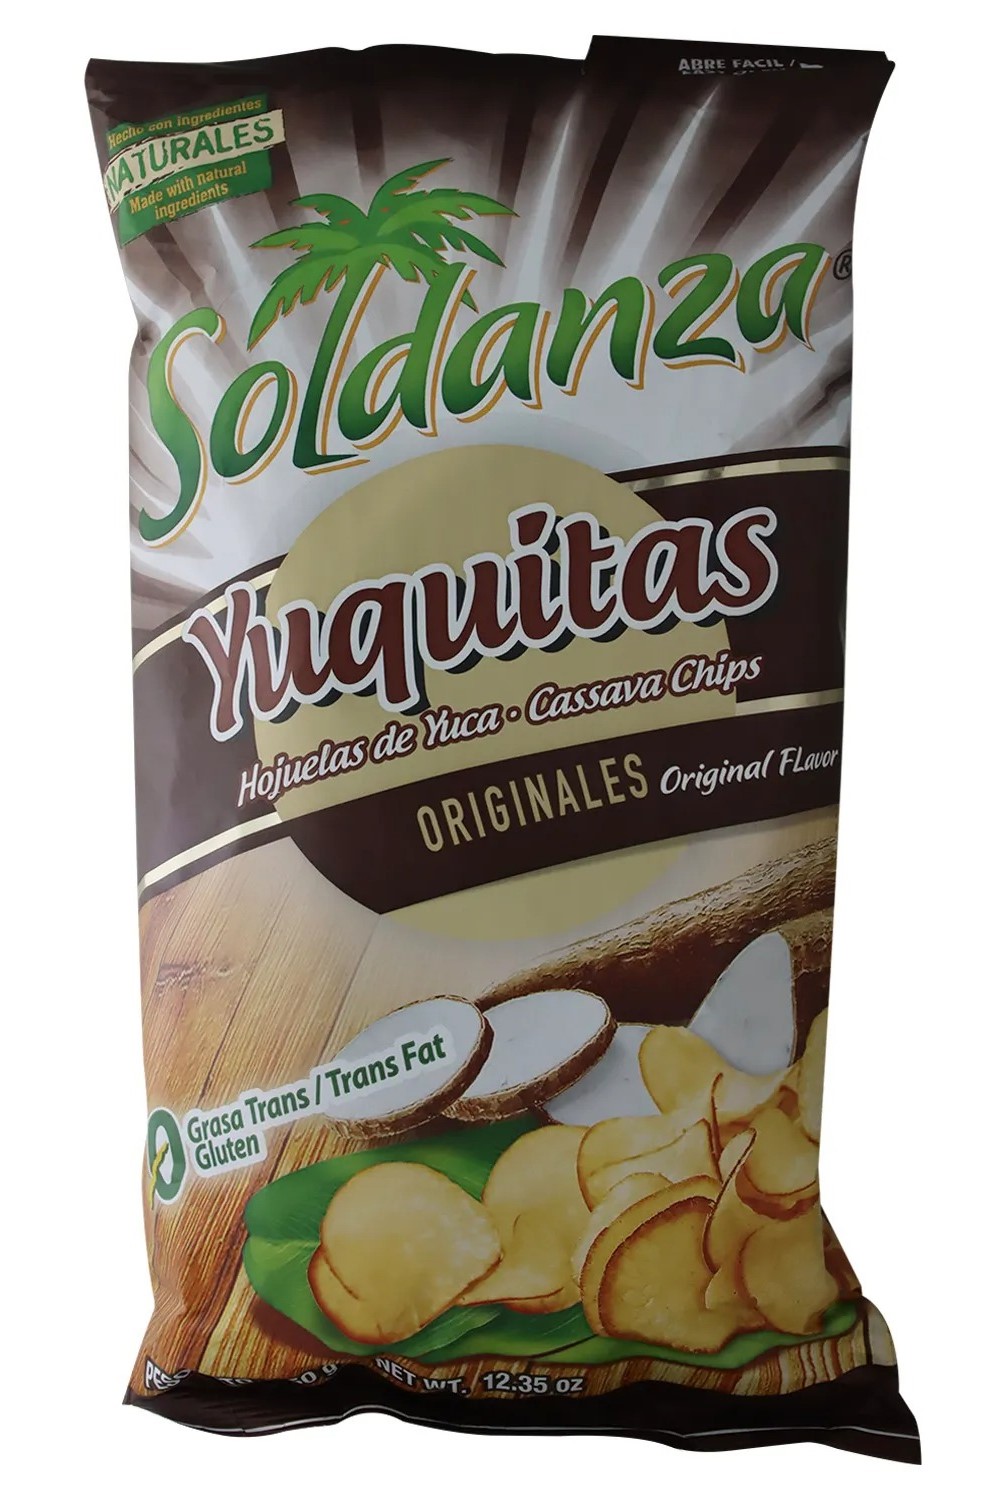 ABRE FACIL /
Hecho con Ingredientes
NATURALES
Made with natural
ingredients
Soldanza®
Yuquitas
Hojuelas de Yuca • Cassava Chips
ORIGINALES Original FLavor
0 Grasa Trans / Trans Fat
Gluten
NET WT. 12.35 oz